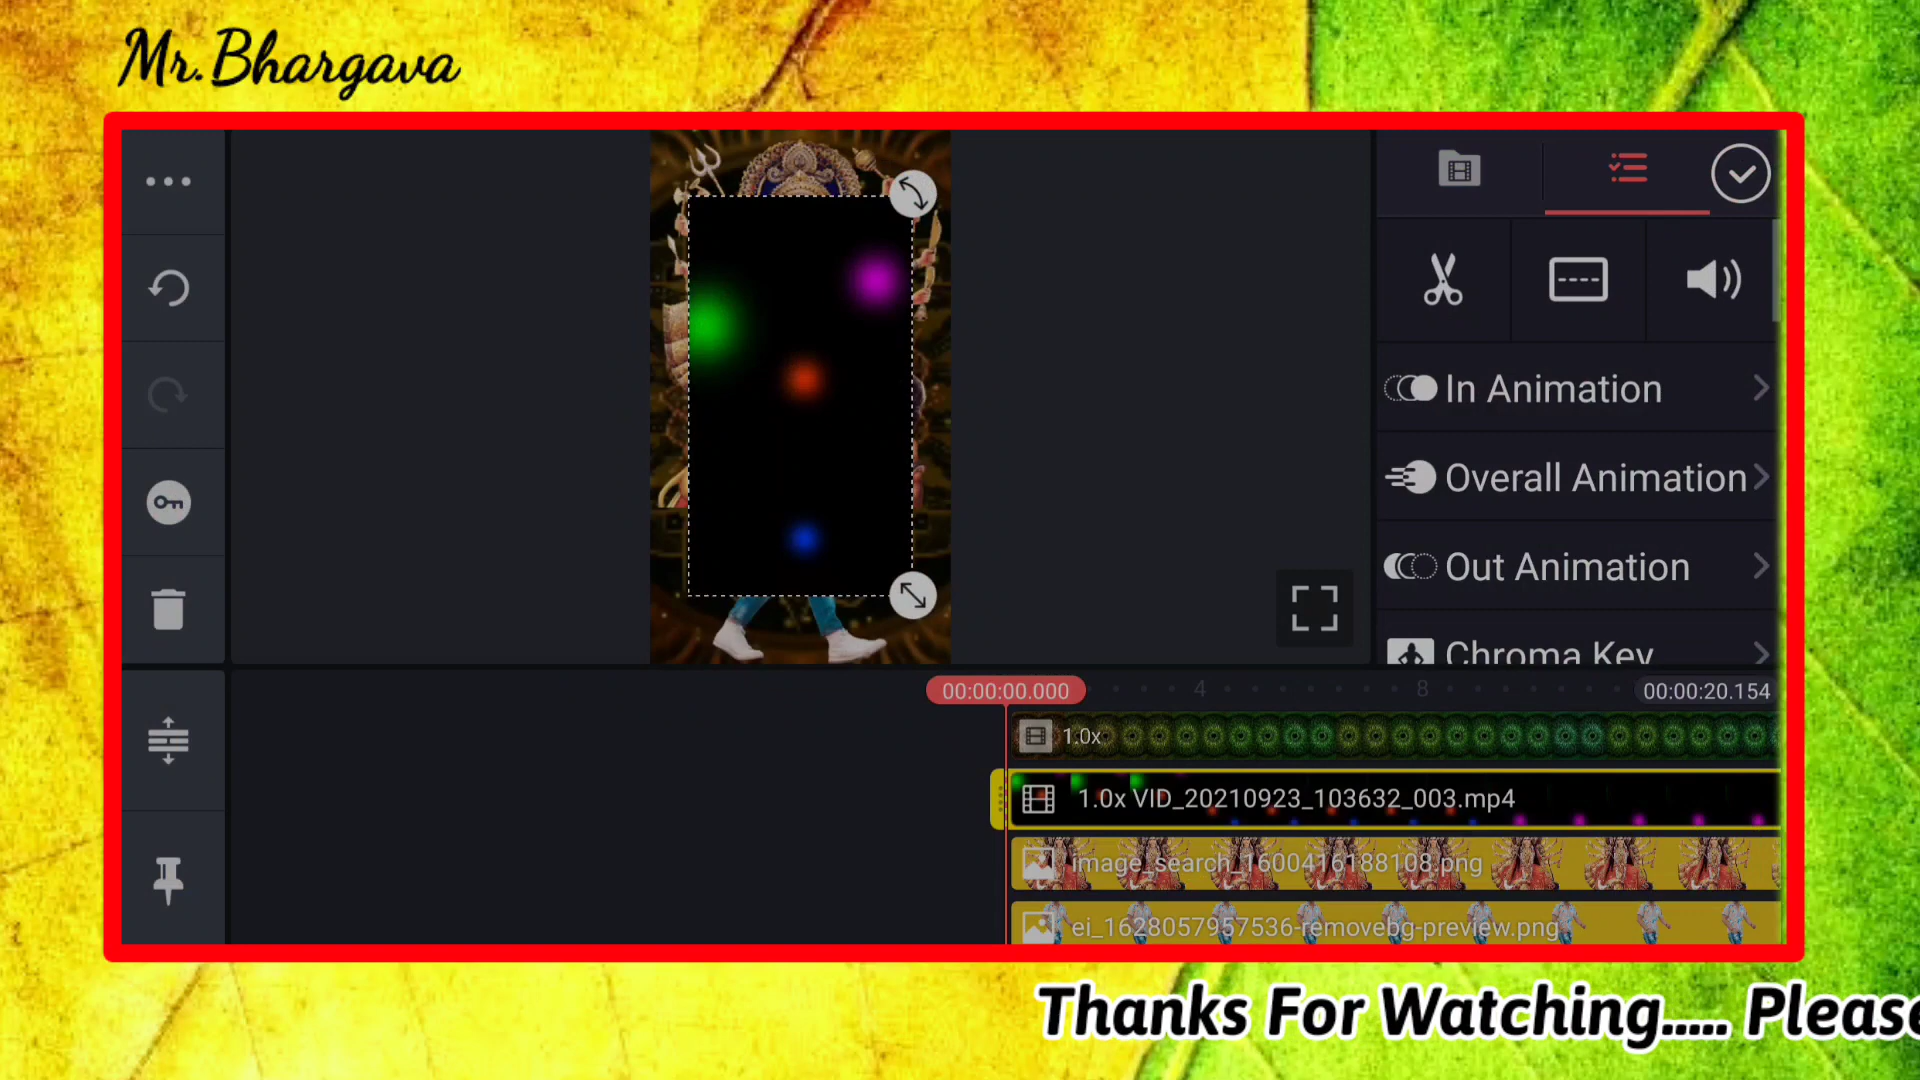 Mr.Bhargava
In Animation
Overall Animation
Out Animation
Chroma Key
00:00:00.000
4
8
00:00:20.154
1.0x
1.0x VID_20210923_103632_003.mp4
image_search_1600416188108.png
ei_1628057957536-removebg-preview.png
Thanks For Watching..... Please